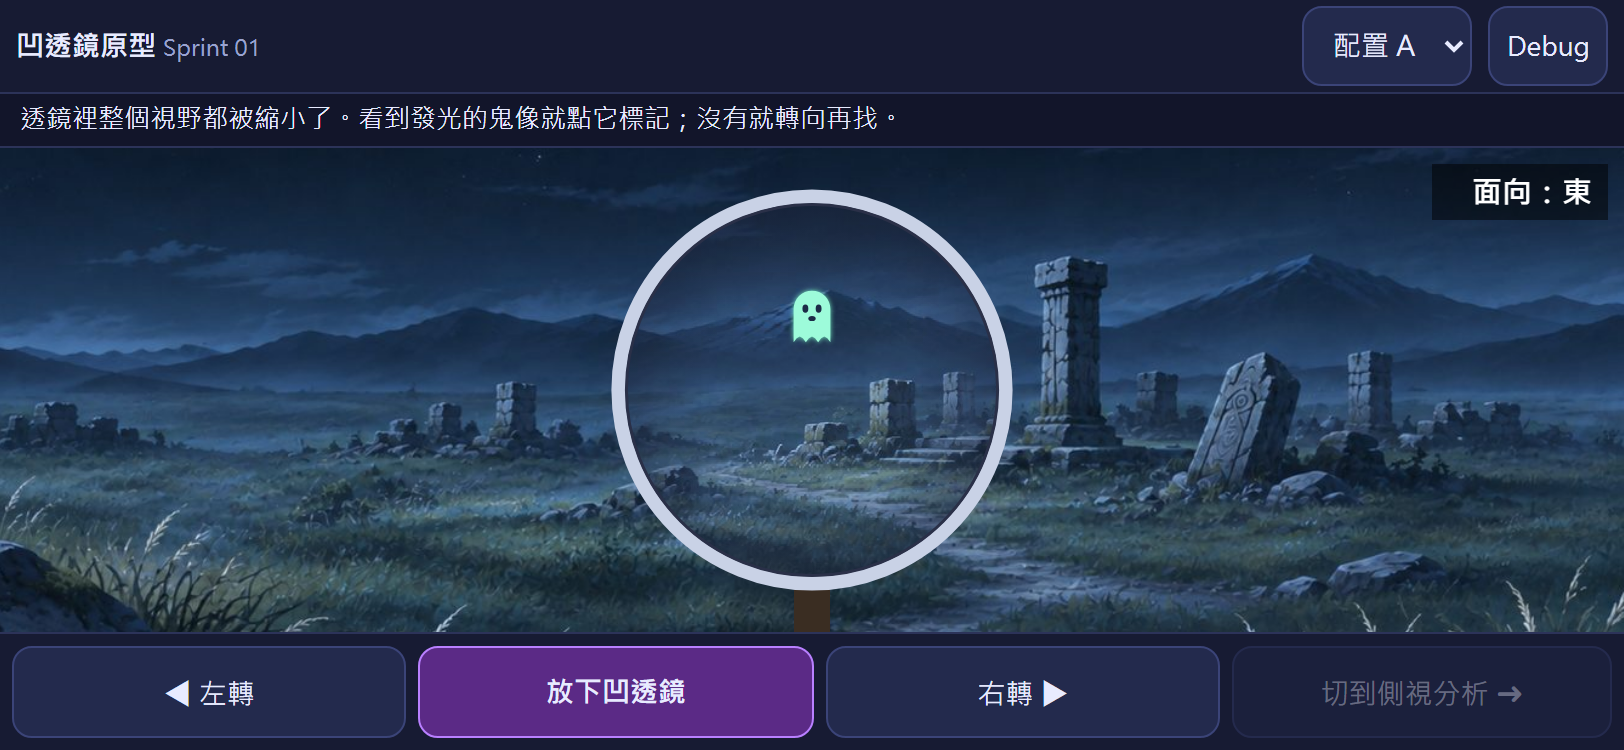 凹透鏡原型 Sprint 01
配置 A
Debug
透鏡裡整個視野都被縮小了。看到發光的鬼像就點它標記；沒有就轉向再找。
面向：東
◀ 左轉
放下凹透鏡
右轉 ▶
切到側視分析 ➜